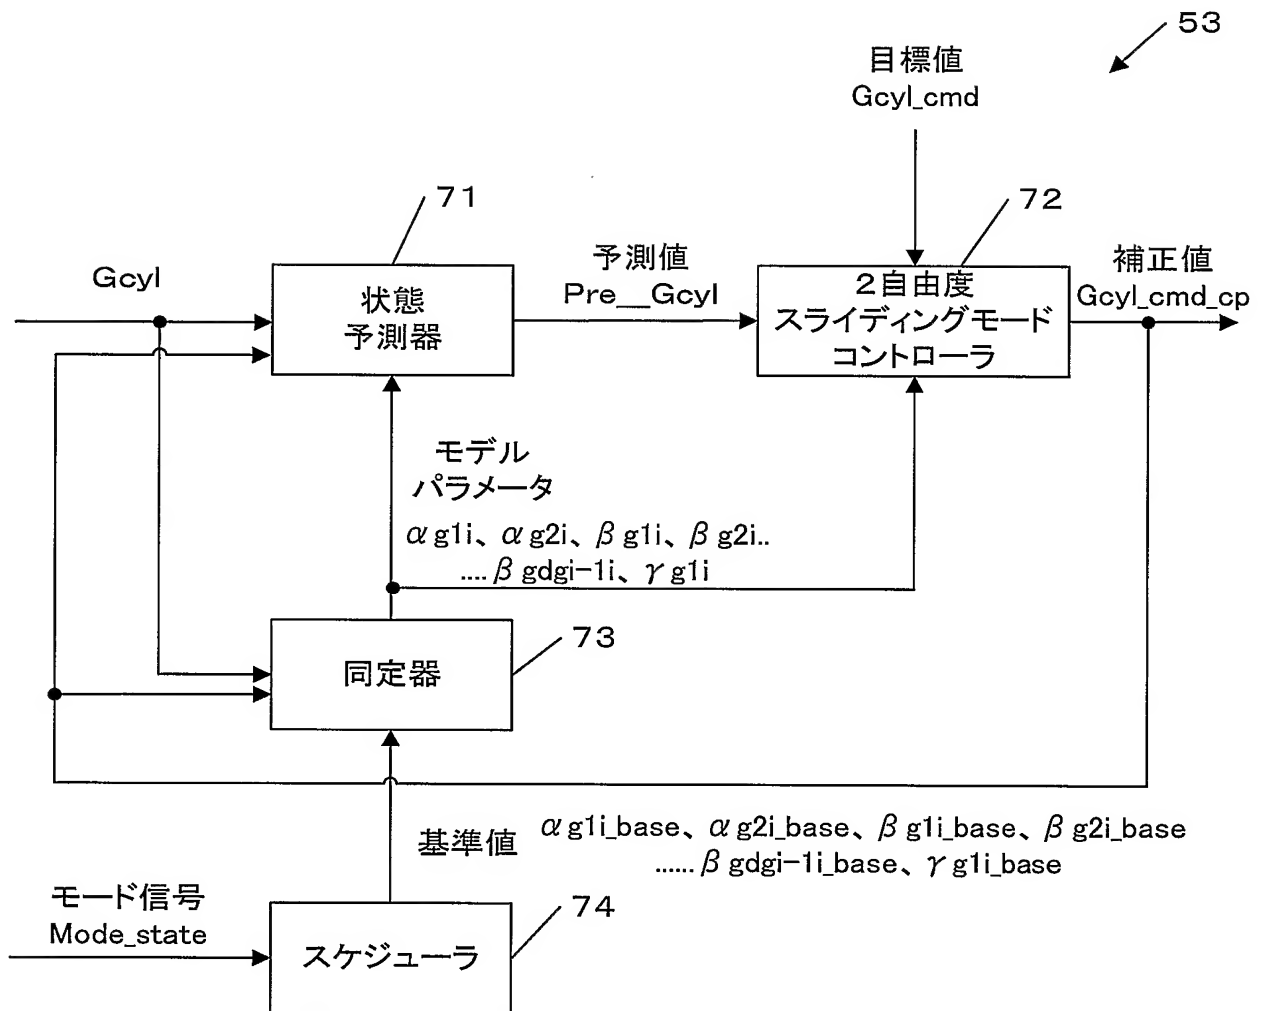 53
目標値
Gcyl_cmd
71
72
Gcyl
状態
予測器
予測値
Pre__Gcyl
2自由度
スライディングモード
コントローラ
補正値
Gcyl_cmd_cp
モデル
パラメータ
αg1i、αg2i、βg1i、βg2i..
....βgdgi-1i、γg1i
73
同定器
基準値
αg1i_base、αg2i_base、βg1i_base、βg2i_base
......βgdgi-1i_base、γg1i_base
モード信号
Mode_state
74
スケジューラ